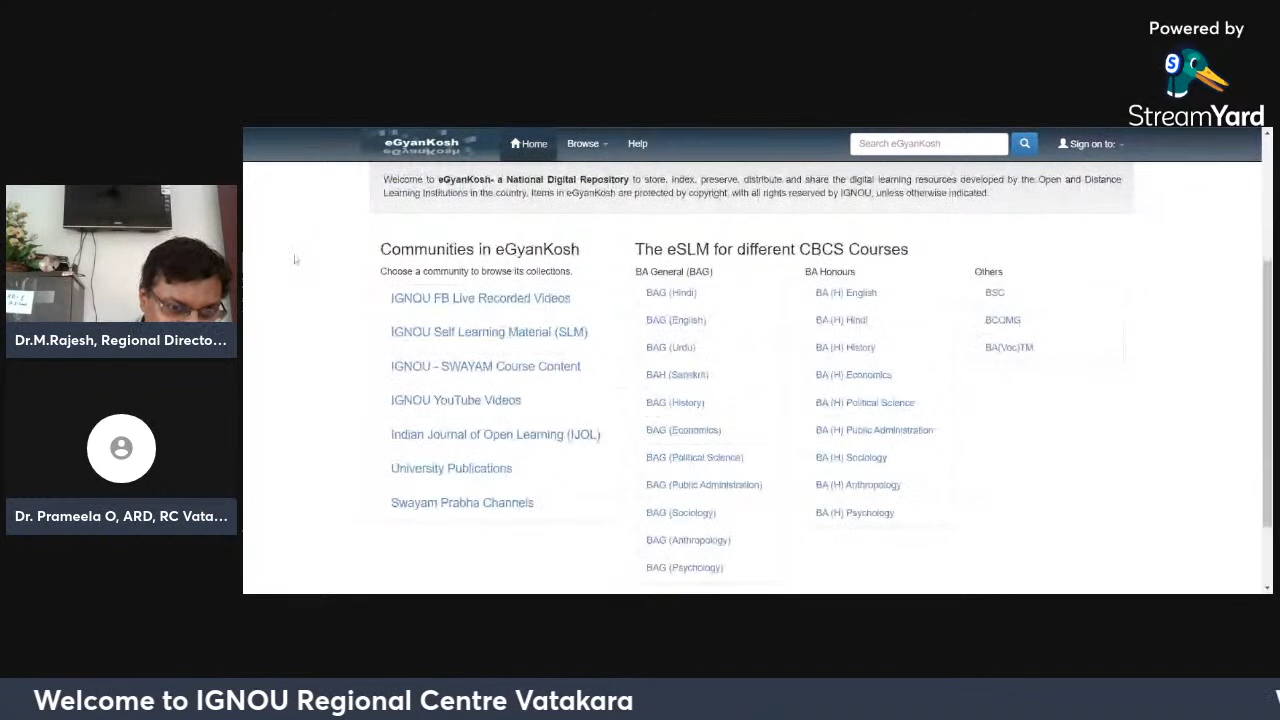 Powered by
StreamYard
eGyanKosh
Home
Browse
Help
Search eGyanKosh
Sign on to:
Welcome to eGyanKosh- a National Digital Repository to store, index, preserve, distribute and share the digital learning resources developed by the Open and Distance
Learning Institutions in the country. Items in eGyanKosh are protected by copyright, with all rights reserved by IGNOU, unless otherwise indicated.
Communities in eGyanKosh
Choose a community to browse its collections.
IGNOU FB Live Recorded Videos
IGNOU Self Learning Material (SLM)
IGNOU - SWAYAM Course Content
IGNOU YouTube Videos
Indian Journal of Open Learning (IJOL)
University Publications
Swayam Prabha Channels
The eSLM for different CBCS Courses
BA General (BAG)
BAG (Hindi)
BAG (English)
BAG (Urdu)
BAH (Sanskrit)
BAG (History)
BAG (Economics)
BAG (Political Science)
BAG (Public Administration)
BAG (Sociology)
BAG (Anthropology)
BAG (Psychology)
BA Honours
BA (H) English
BA (H) Hindi
BA (H) History
BA (H) Economics
BA (H) Political Science
BA (H) Public Administration
BA (H) Sociology
BA (H) Anthropology
BA (H) Psychology
Others
BSC
BCOMG
BA(Voc)TM
Dr.M.Rajesh, Regional Directo...
Dr. Prameela O, ARD, RC Vata...
Welcome to IGNOU Regional Centre Vatakara